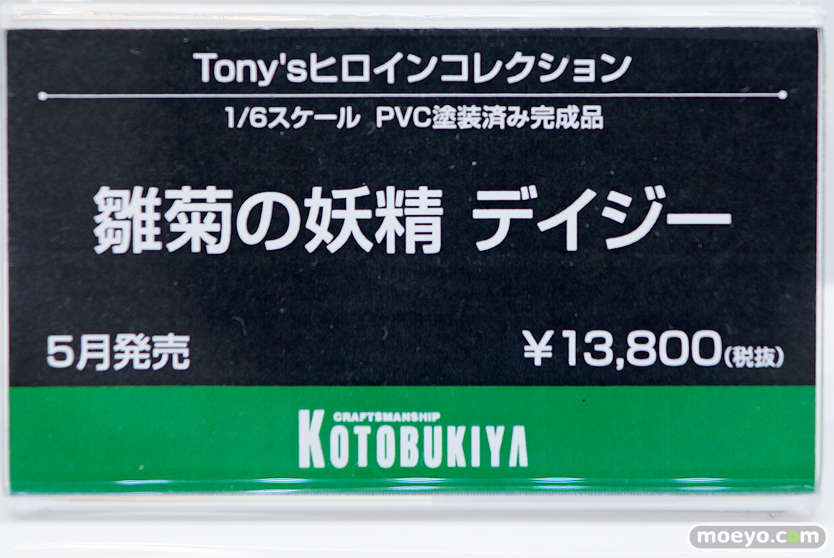 Tony'sヒロインコレクション
1/6スケール PVC塗装済み完成品
雛菊の妖精 デイジー
5月発売
￥13,800(税抜)
CRAFTSMANSHIP
KOTOBUKIYA
moeyo.com